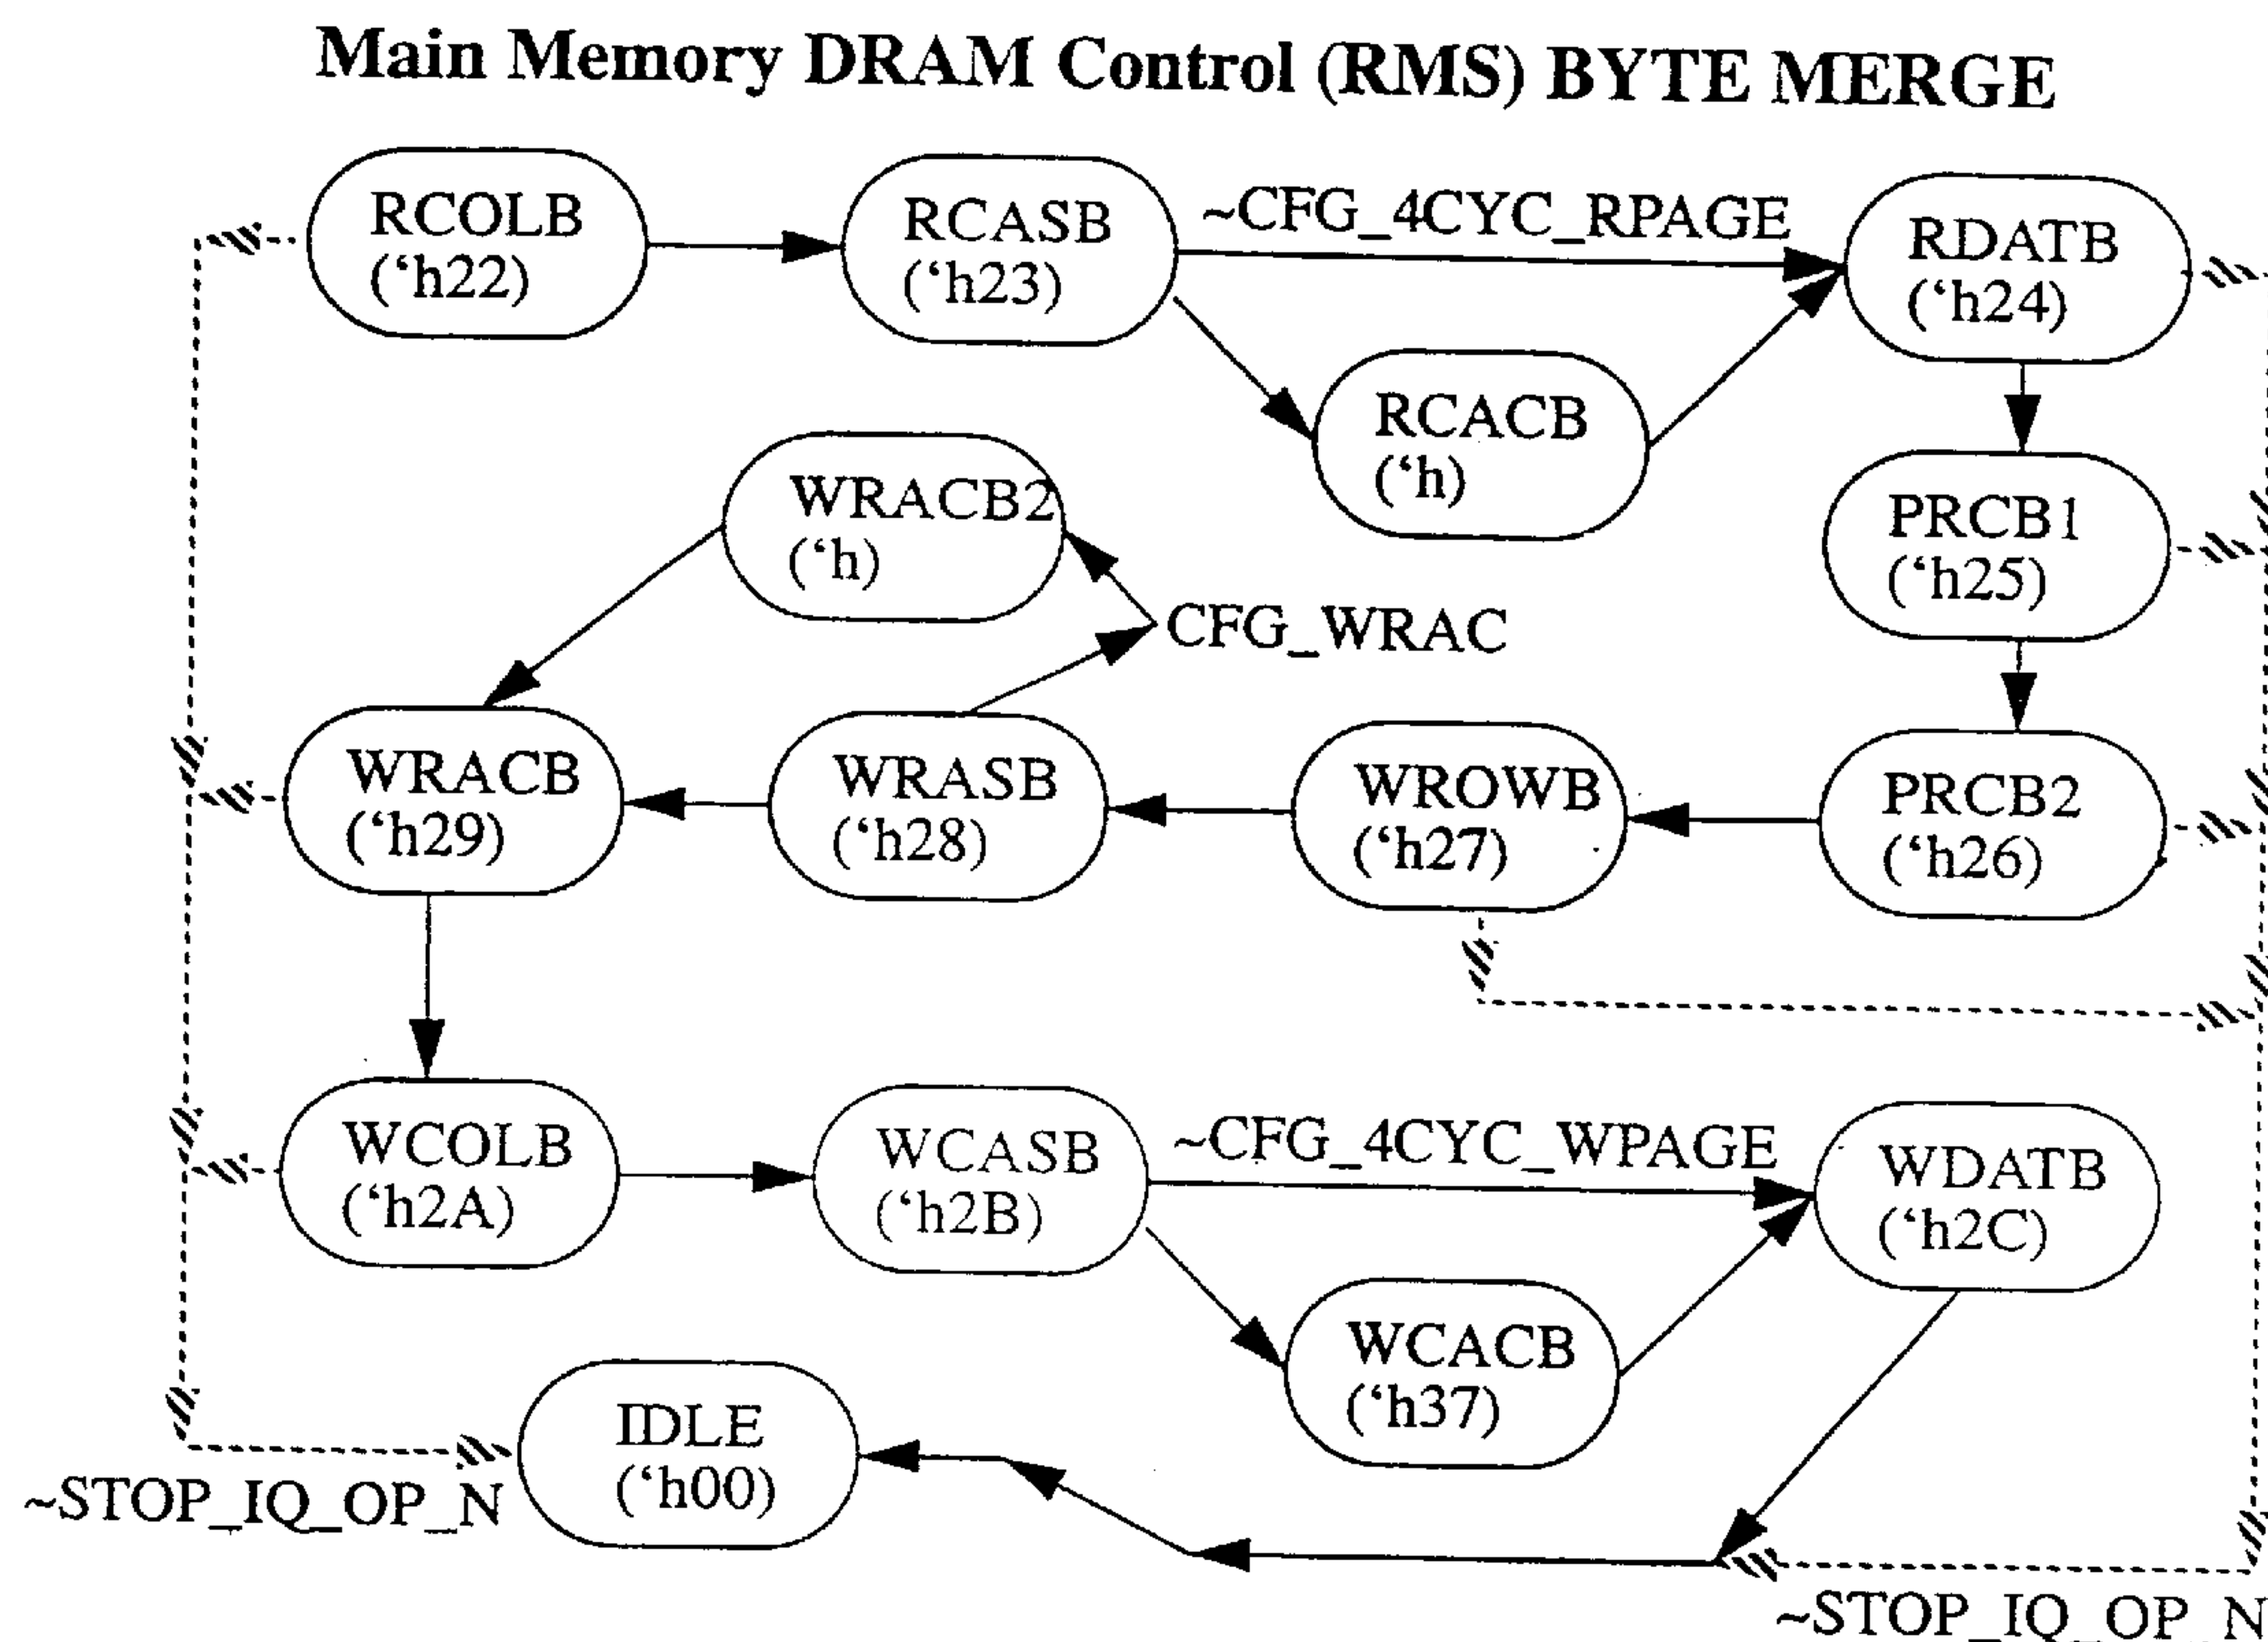 Main Memory DRAM Control (RMS) BYTE MERGE
RCOLB
(‘h22)
RCASB
(‘h23)
~CFG_4CYC_RPAGE
RDATB
(‘h24)
RCACB
(‘h)
WRACB2
(‘h)
PRCB1
(‘h25)
CFG_WRAC
WRACB
(‘h29)
WRASB
(‘h28)
WROWB
(‘h27)
PRCB2
(‘h26)
WCOLB
(‘h2A)
WCASB
(‘h2B)
~CFG_4CYC_WPAGE
WDATB
(‘h2C)
WCACB
(‘h37)
IDLE
(‘h00)
~STOP_IQ_OP_N
~STOP_IQ_OP_N